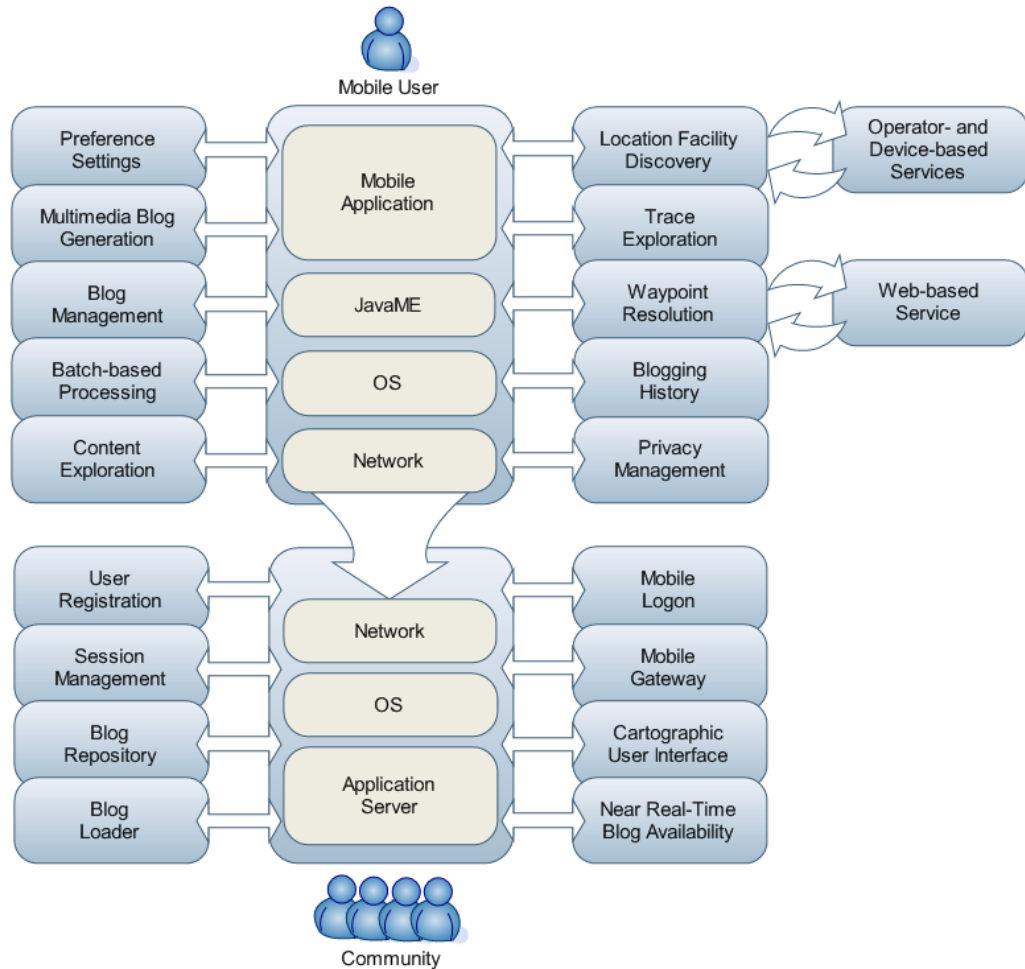 Mobile User
Preference
Settings
Multimedia Blog
Generation
Blog
Management
Batch-based
Processing
Content
Exploration
Mobile
Application
JavaME
OS
Network
Location Facility
Discovery
Trace
Exploration
Waypoint
Resolution
Blogging
History
Privacy
Management
Operator- and
Device-based
Services
Web-based
Service
User
Registration
Session
Management
Blog
Repository
Blog
Loader
Network
OS
Application
Server
Mobile
Logon
Mobile
Gateway
Cartographic
User Interface
Near Real-Time
Blog Availability
Community